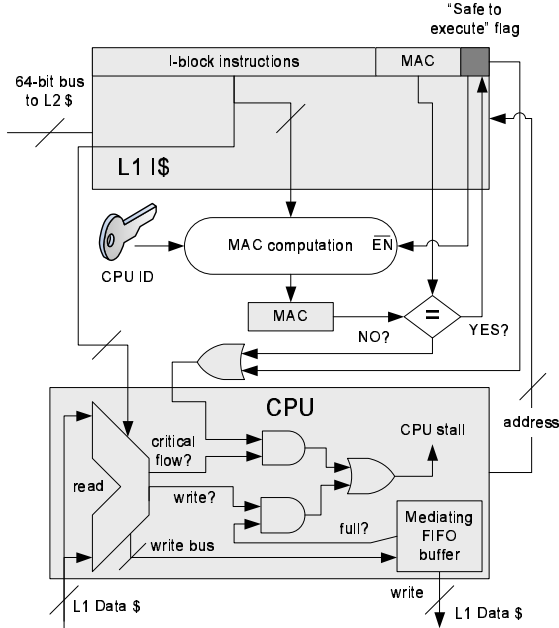 “Safe to
execute” flag
I-block instructions
MAC
64-bit bus
to L2 $
L1 I$
MAC computation
EN
CPU ID
MAC
=
NO?
YES?
CPU
address
CPU stall
critical
flow?
read
write?
full?
Mediating
FIFO
buffer
write bus
write
L1 Data $
L1 Data $